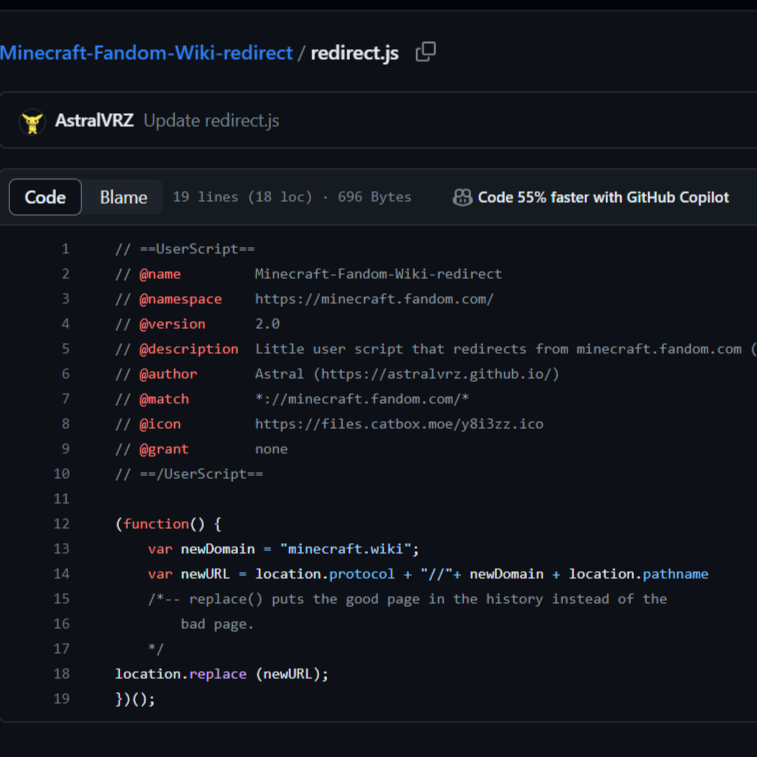 Minecraft-Fandom-Wiki-redirect / redirect.js
AstralVRZ Update redirect.js
Code Blame 19 lines (18 loc) · 696 Bytes Code 55% faster with GitHub Copilot
1 // ==UserScript==
2 // @name Minecraft-Fandom-Wiki-redirect
3 // @namespace https://minecraft.fandom.com/
4 // @version 2.0
5 // @description Little user script that redirects from minecraft.fandom.com (
6 // @author Astral (https://astralvrz.github.io/)
7 // @match *://minecraft.fandom.com/*
8 // @icon https://files.catbox.moe/y8i3zz.ico
9 // @grant none
10 // ==/UserScript==
11
12 (function() {
13 var newDomain = "minecraft.wiki";
14 var newURL = location.protocol + "//"+ newDomain + location.pathname
15 /*-- replace() puts the good page in the history instead of the
16 bad page.
17 */
18 location.replace (newURL);
19 })();